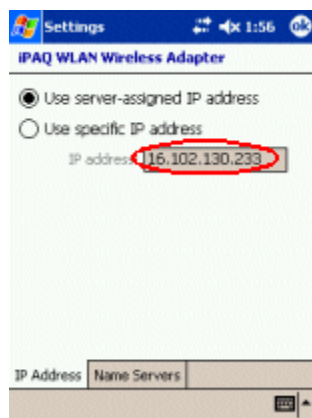 Settings 1:56 ok
iPAQ WLAN Wireless Adapter
Use server-assigned IP address
Use specific IP address
IP address 16.102.130.233
IP Address Name Servers